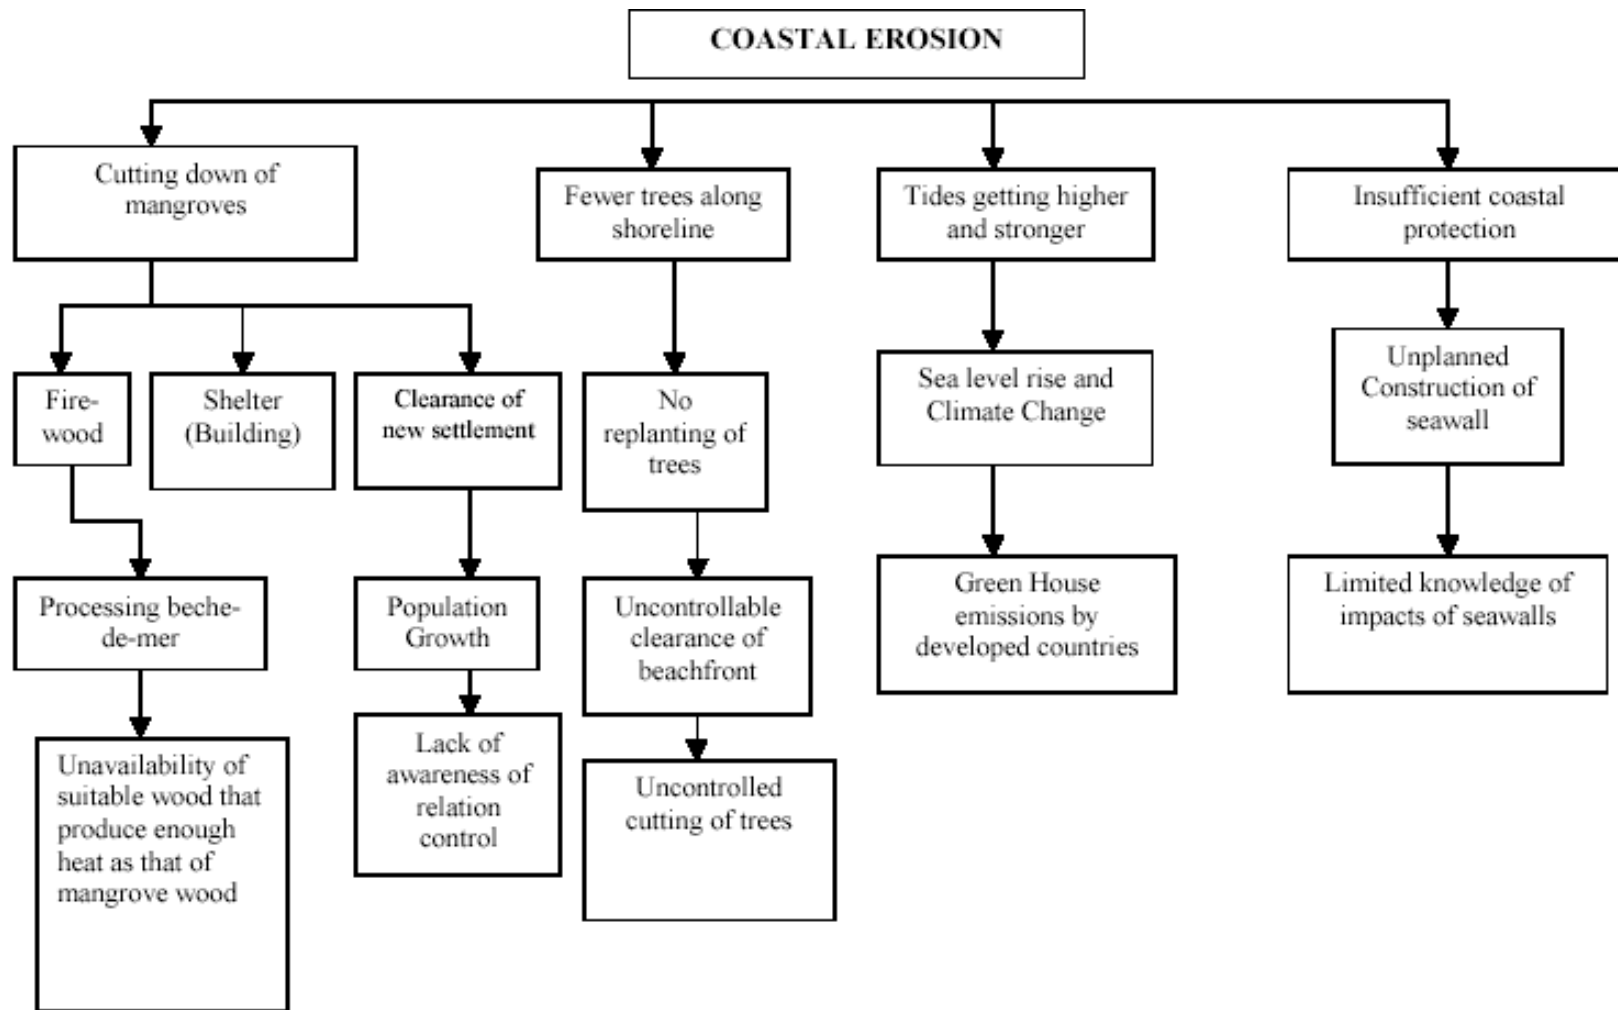 COASTAL EROSION
Cutting down of
mangroves
Fewer trees along
shoreline
Tides getting higher
and stronger
Insufficient coastal
protection
Fire-
wood
Shelter
(Building)
Clearance of
new settlement
No
replanting of
trees
Sea level rise and
Climate Change
Unplanned
Construction of
seawall
Processing beche-
de-mer
Population
Growth
Uncontrollable
clearance of
beachfront
Green House
emissions by
developed countries
Limited knowledge of
impacts of seawalls
Unavailability of
suitable wood that
produce enough
heat as that of
mangrove wood
Lack of
awareness of
relation
control
Uncontrolled
cutting of trees